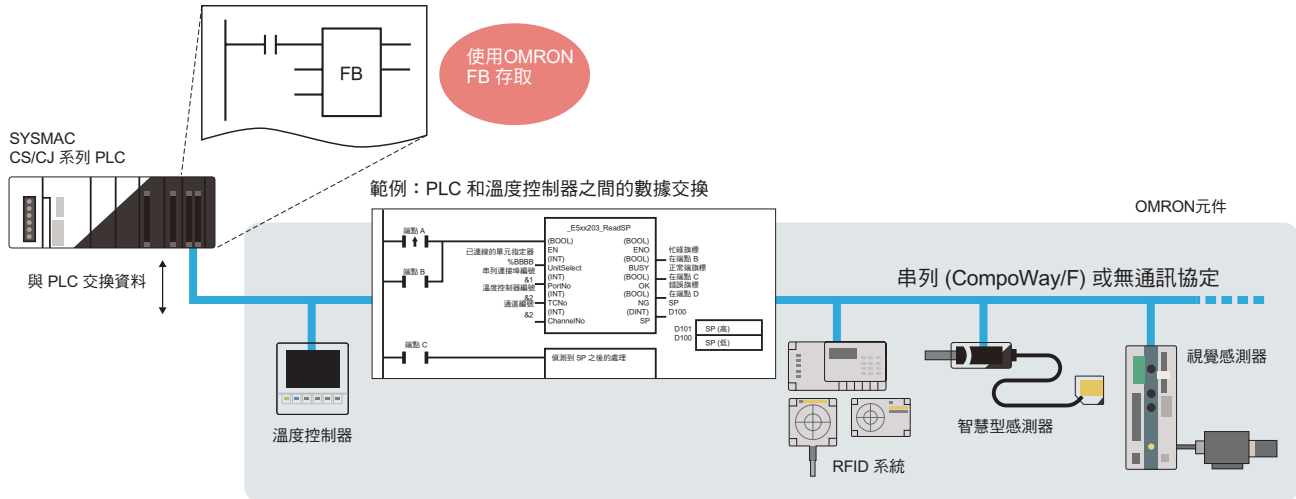 FB
使用OMRON
FB 存取
SYSMAC
CS/CJ 系列 PLC
與 PLC 交換資料
範例：PLC 和溫度控制器之間的數據交換
OMRON元件
端點 A
端點 B
端點 C
已連線的單元指定器
%BBBB
串列連接埠編號
&1
溫度控制器編號
&2
通道編號
&2
_E5xx203_ReadSP
(BOOL)
EN
(INT)
UnitSelect
(INT)
PortNo
(INT)
TCNo
(INT)
ChannelNo
(BOOL)
ENO
(BOOL)
BUSY
(BOOL)
OK
(BOOL)
NG
(DINT)
SP
忙碌旗標
在端點 B
正常端旗標
在端點 C
錯誤旗標
在端點 D
SP
D100
D101 SP (高)
D100 SP (低)
偵測到 SP 之後的處理
串列 (CompoWay/F) 或無通訊協定
溫度控制器
RFID 系統
智慧型感測器
視覺感測器